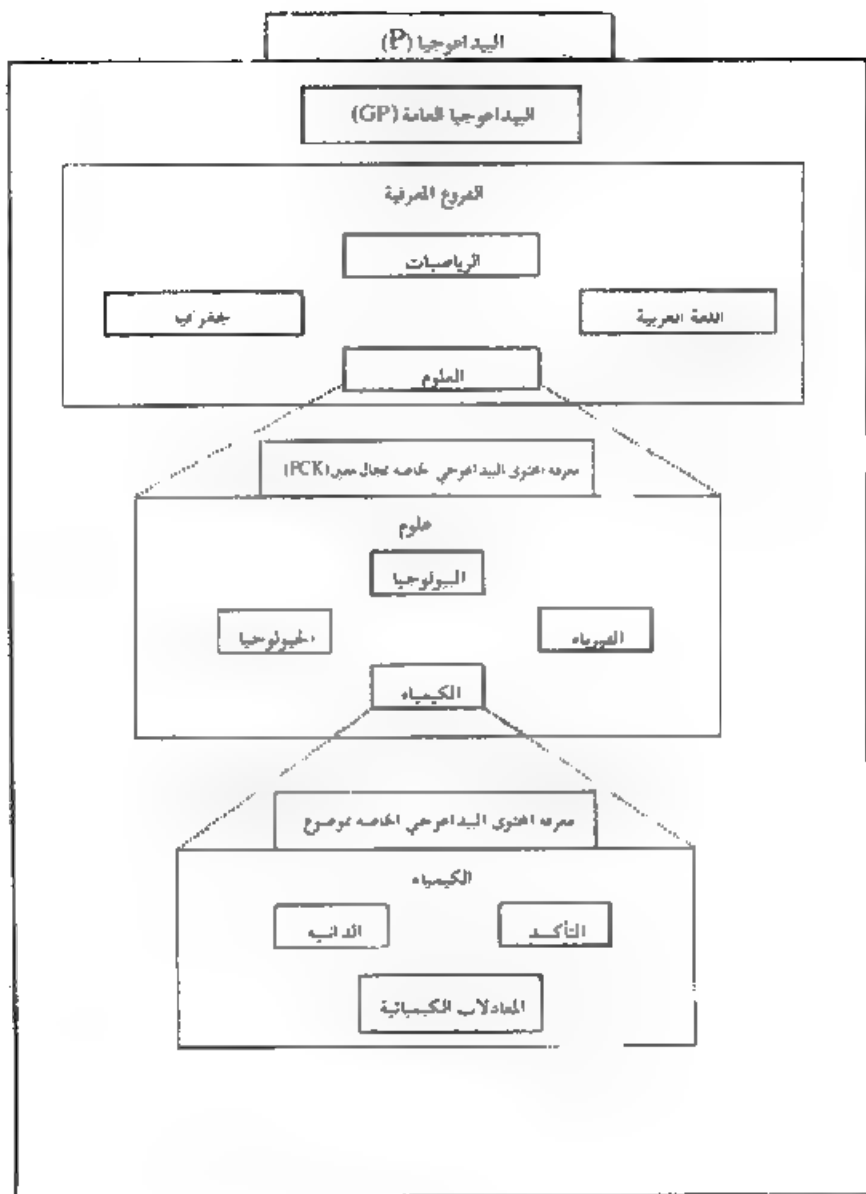 البيداغوجيا (P)
البيداغوجيا العامة (GP)
الفروع المعرفية
الرياضيات
اللغة العربية
جغرافيا
العلوم
معرفة المحتوى البيداغوجي الخاصة بمجال معين (PCK)
علوم
البيولوجيا
الفيزياء
الجيولوجيا
الكيمياء
معرفة المحتوى البيداغوجي الخاصة بموضوع
الكيمياء
التأكسد
الذائبية
المعادلات الكيميائية